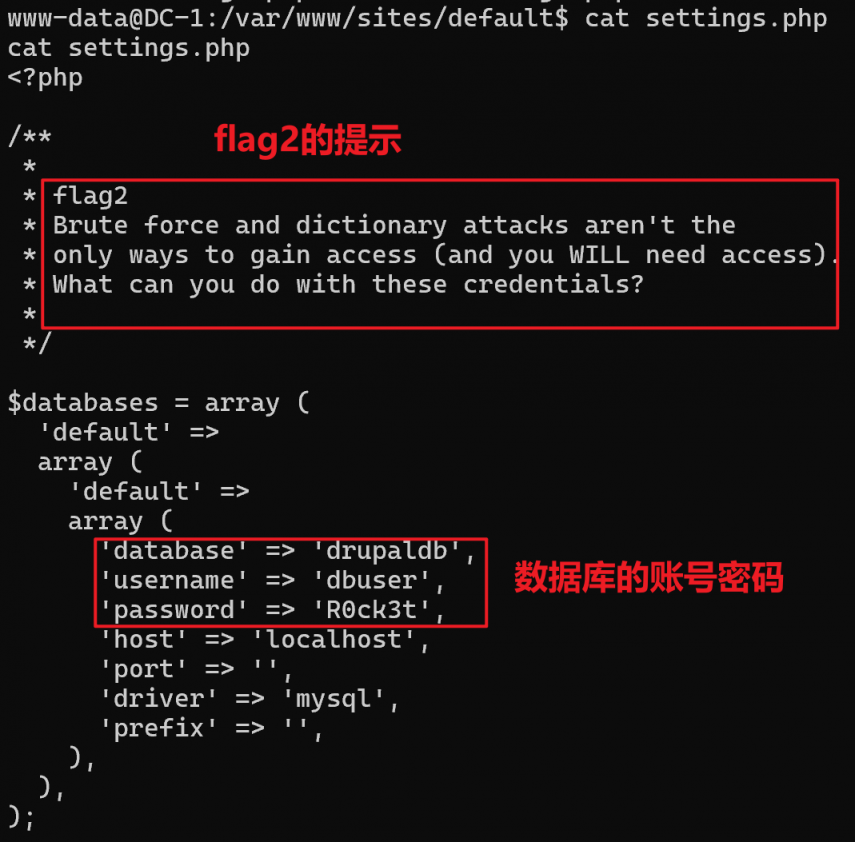 www-data@DC-1:/var/www/sites/default$ cat settings.php
cat settings.php
<?php
/**
flag2的提示
 *
 * flag2
 * Brute force and dictionary attacks aren't the
 * only ways to gain access (and you WILL need access).
 * What can you do with these credentials?
 *
 */
$databases = array (
  'default' =>
  array (
    'default' =>
    array (
      'database' => 'drupaldb',
      'username' => 'dbuser',
数据库的账号密码
      'password' => 'R0ck3t',
      'host' => 'localhost',
      'port' => '',
      'driver' => 'mysql',
      'prefix' => '',
    ),
  ),
);